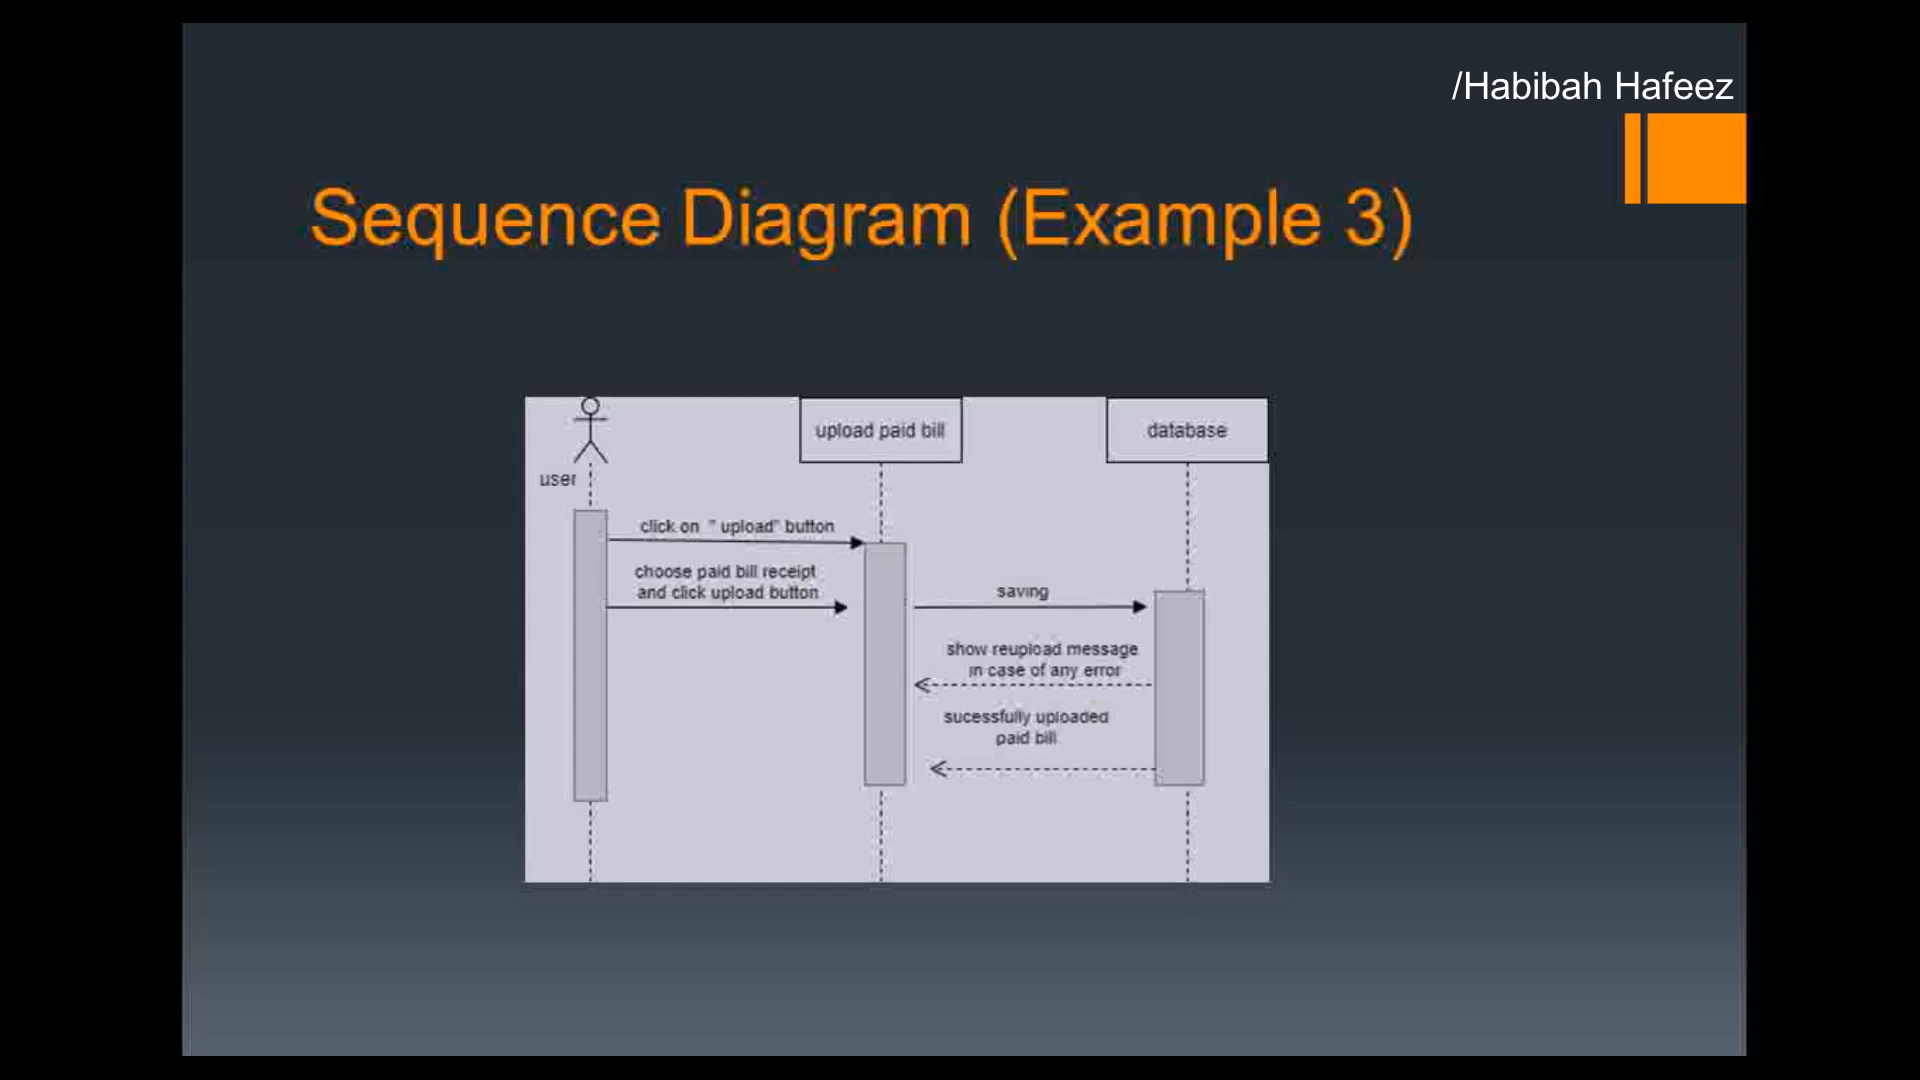 /Habibah Hafeez
Sequence Diagram (Example 3)
upload paid bill
database
user
click on " upload" button
choose paid bill receipt
and click upload button
saving
show reupload message
in case of any error
sucessfully uploaded
paid bill